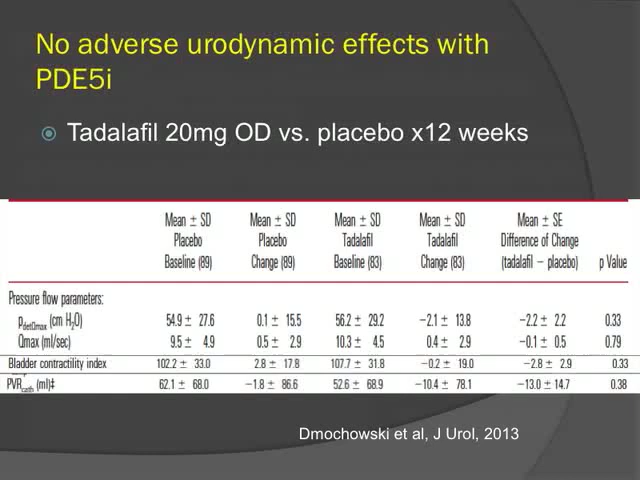 No adverse urodynamic effects with
PDE5i
Tadalafil 20mg OD vs. placebo x12 weeks
Mean ± SD Mean ± SD Mean ± SD Mean ± SD Mean ± SE
Placebo Placebo Tadalafil Tadalafil Difference of Change
Baseline (89) Change (89) Baseline (83) Change (83) (tadalafil − placebo) p Value
Pressure flow parameters:
pdetQmax (cm H2O) 54.9 ± 27.6 0.1 ± 15.5 56.2 ± 29.2 −2.1 ± 13.8 −2.2 ± 2.2 0.33
Qmax (ml/sec) 9.5 ± 4.9 0.5 ± 2.9 10.3 ± 4.5 0.4 ± 2.9 −0.1 ± 0.5 0.79
Bladder contractility index 102.2 ± 33.0 2.8 ± 17.8 107.7 ± 31.8 −0.2 ± 19.0 −2.8 ± 2.9 0.33
PVRcath (ml)‡ 62.1 ± 68.0 −1.8 ± 86.6 52.6 ± 68.9 −10.4 ± 78.1 −13.0 ± 14.7 0.38
Dmochowski et al, J Urol, 2013